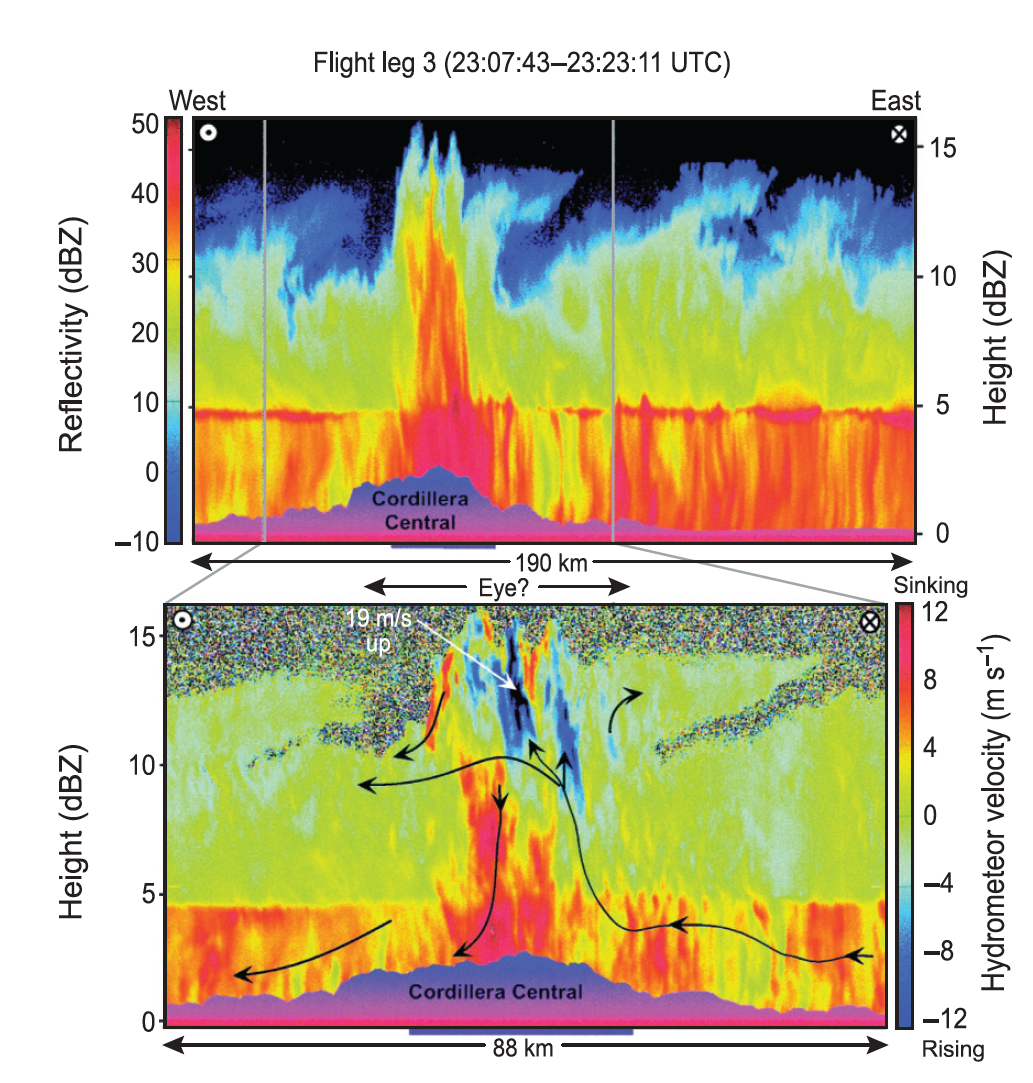 Flight leg 3 (23:07:43–23:23:11 UTC)
West
East
50
40
30
20
10
0
–10
Reflectivity (dBZ)
15
10
5
0
Height (dBZ)
Cordillera
Central
190 km
Eye?
Sinking
19 m/s
up
15
10
5
0
Height (dBZ)
12
8
4
0
–4
–8
–12
Hydrometeor velocity (m s⁻¹)
Cordillera Central
88 km
Rising